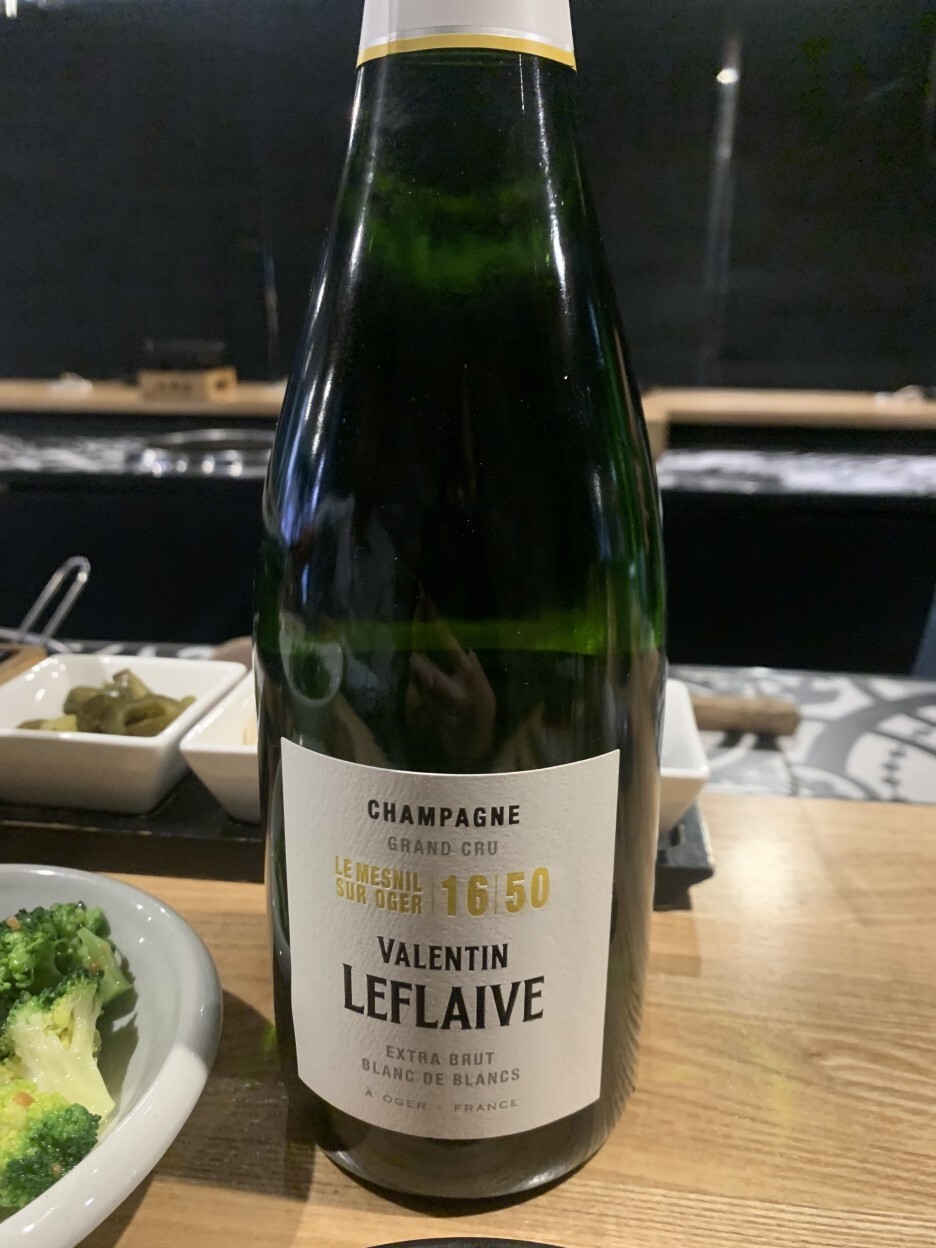 CHAMPAGNE
GRAND CRU
LE MESNIL
SUR OGER
16|50
VALENTIN
LEFLAIVE
EXTRA BRUT
BLANC DE BLANCS
À OGER - FRANCE